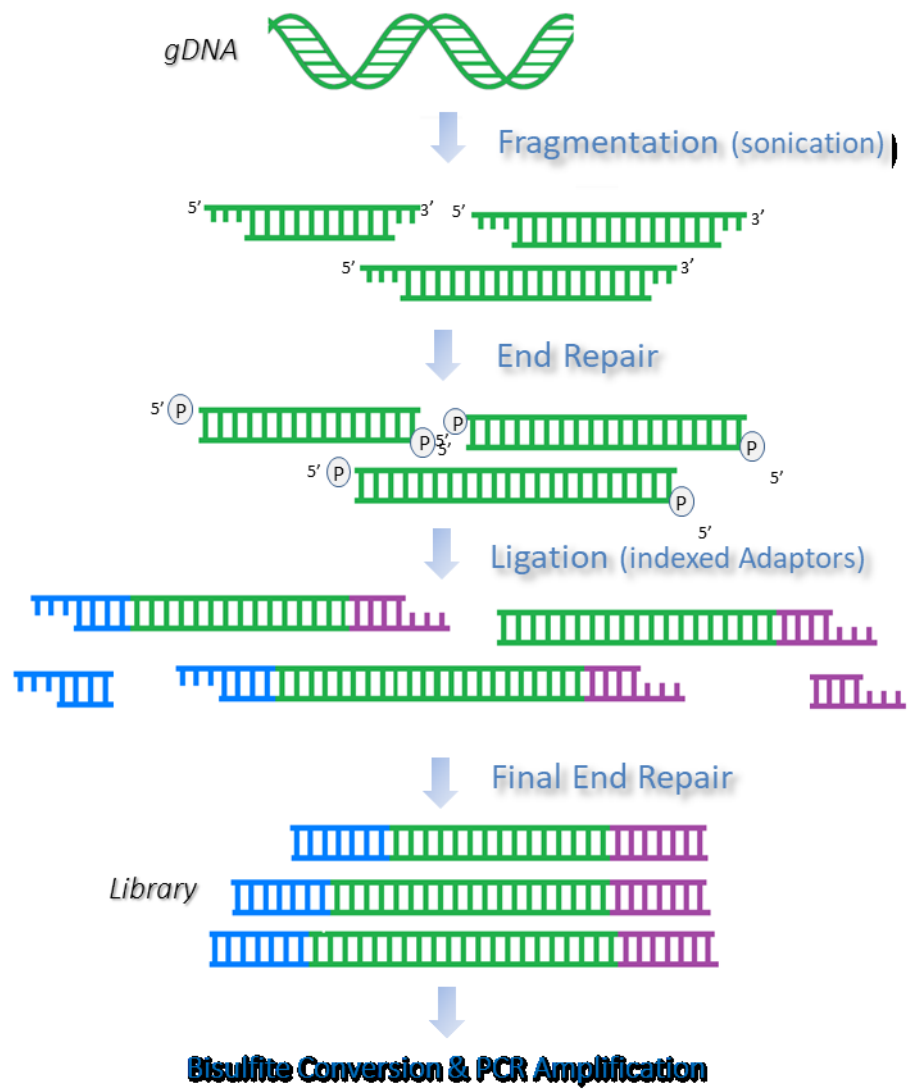 gDNA
Fragmentation (sonication)
5’ 3’ 5’ 3’
5’ 3’
End Repair
5’ P P 5’ P P
5’ 5’
5’ P P
5’
Ligation (indexed Adaptors)
Final End Repair
Library
Bisulfite Conversion & PCR Amplification